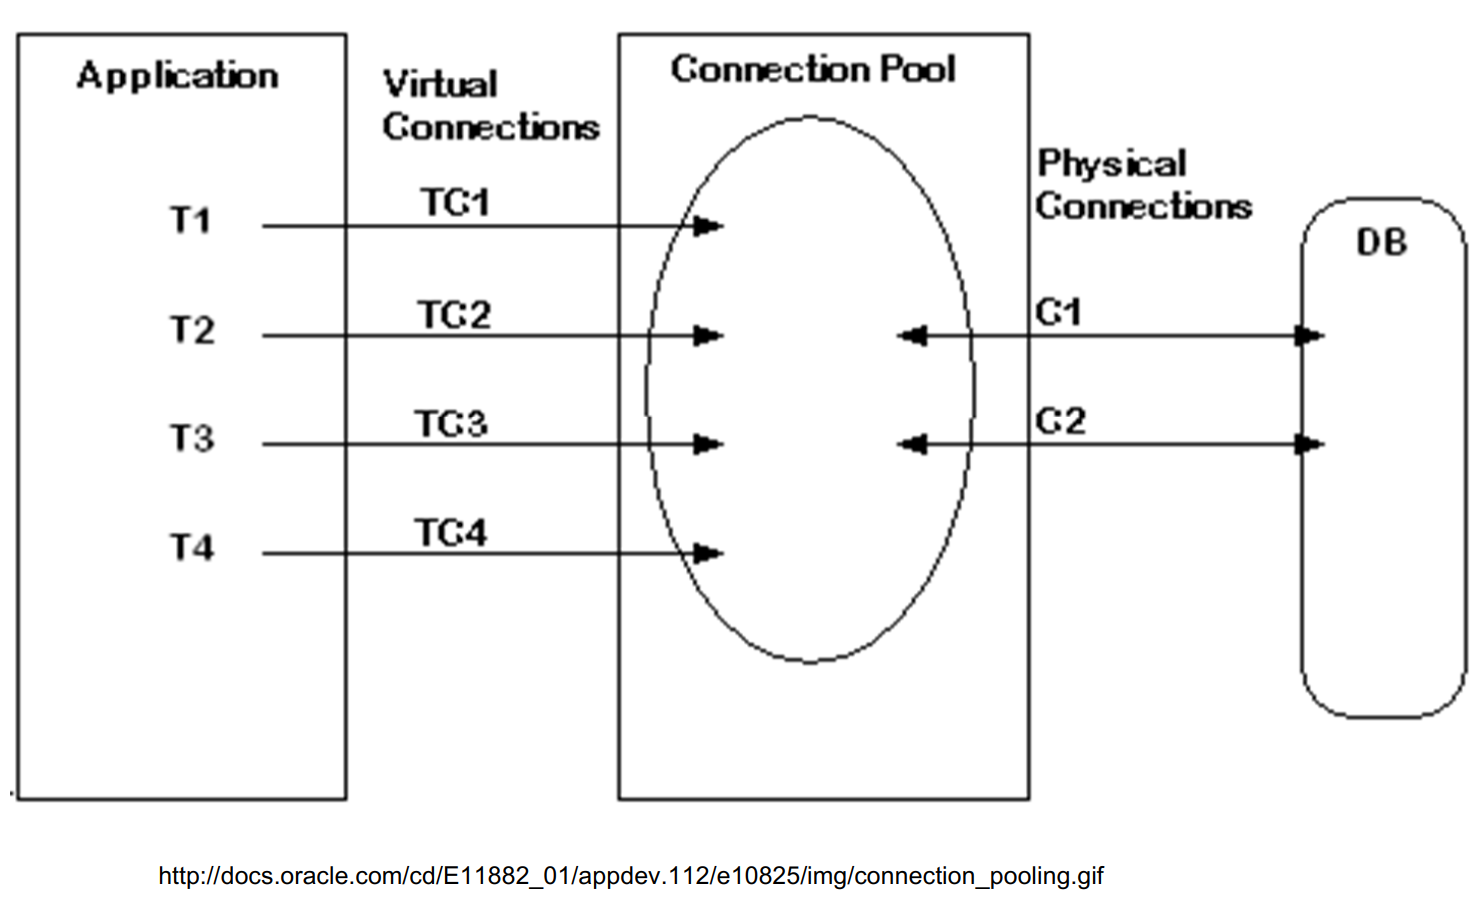 Application
Virtual
Connections
Connection Pool
Physical
Connections
DB
T1
TC1
T2
TC2
C1
T3
TC3
C2
T4
TC4
http://docs.oracle.com/cd/E11882_01/appdev.112/e10825/img/connection_pooling.gif